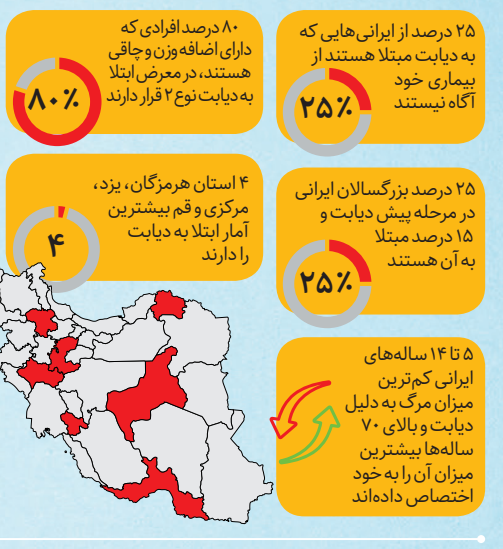 ۲۵ درصد از ایرانی‌هایی که
به دیابت مبتلا هستند از
بیماری خود
آگاه نیستند
۲۵٪
۸۰ درصد افرادی که
دارای اضافه‌وزن و چاقی
هستند، در معرض ابتلا
به دیابت نوع ۲ قرار دارند
۸۰٪
۲۵ درصد بزرگسالان ایرانی
در مرحله پیش دیابت و
۱۵ درصد مبتلا
به آن هستند
۲۵٪
۴ استان هرمزگان، یزد،
مرکزی و قم بیشترین
آمار ابتلا به دیابت
را دارند
۴
۵ تا ۱۴ ساله‌های
ایرانی کم‌ترین
میزان مرگ به دلیل
دیابت و بالای ۷۰
ساله‌ها بیشترین
میزان آن را به خود
اختصاص داده‌اند